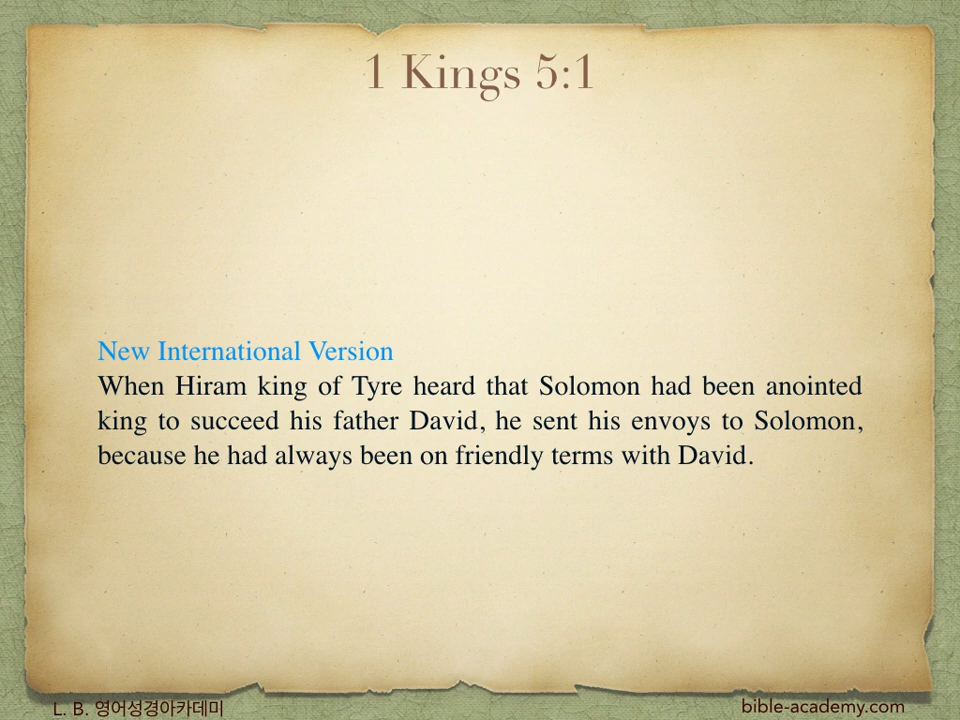 1 Kings 5:1
New International Version
When Hiram king of Tyre heard that Solomon had been anointed
king to succeed his father David, he sent his envoys to Solomon,
because he had always been on friendly terms with David.
L. B. 영어성경아카데미
bible-academy.com